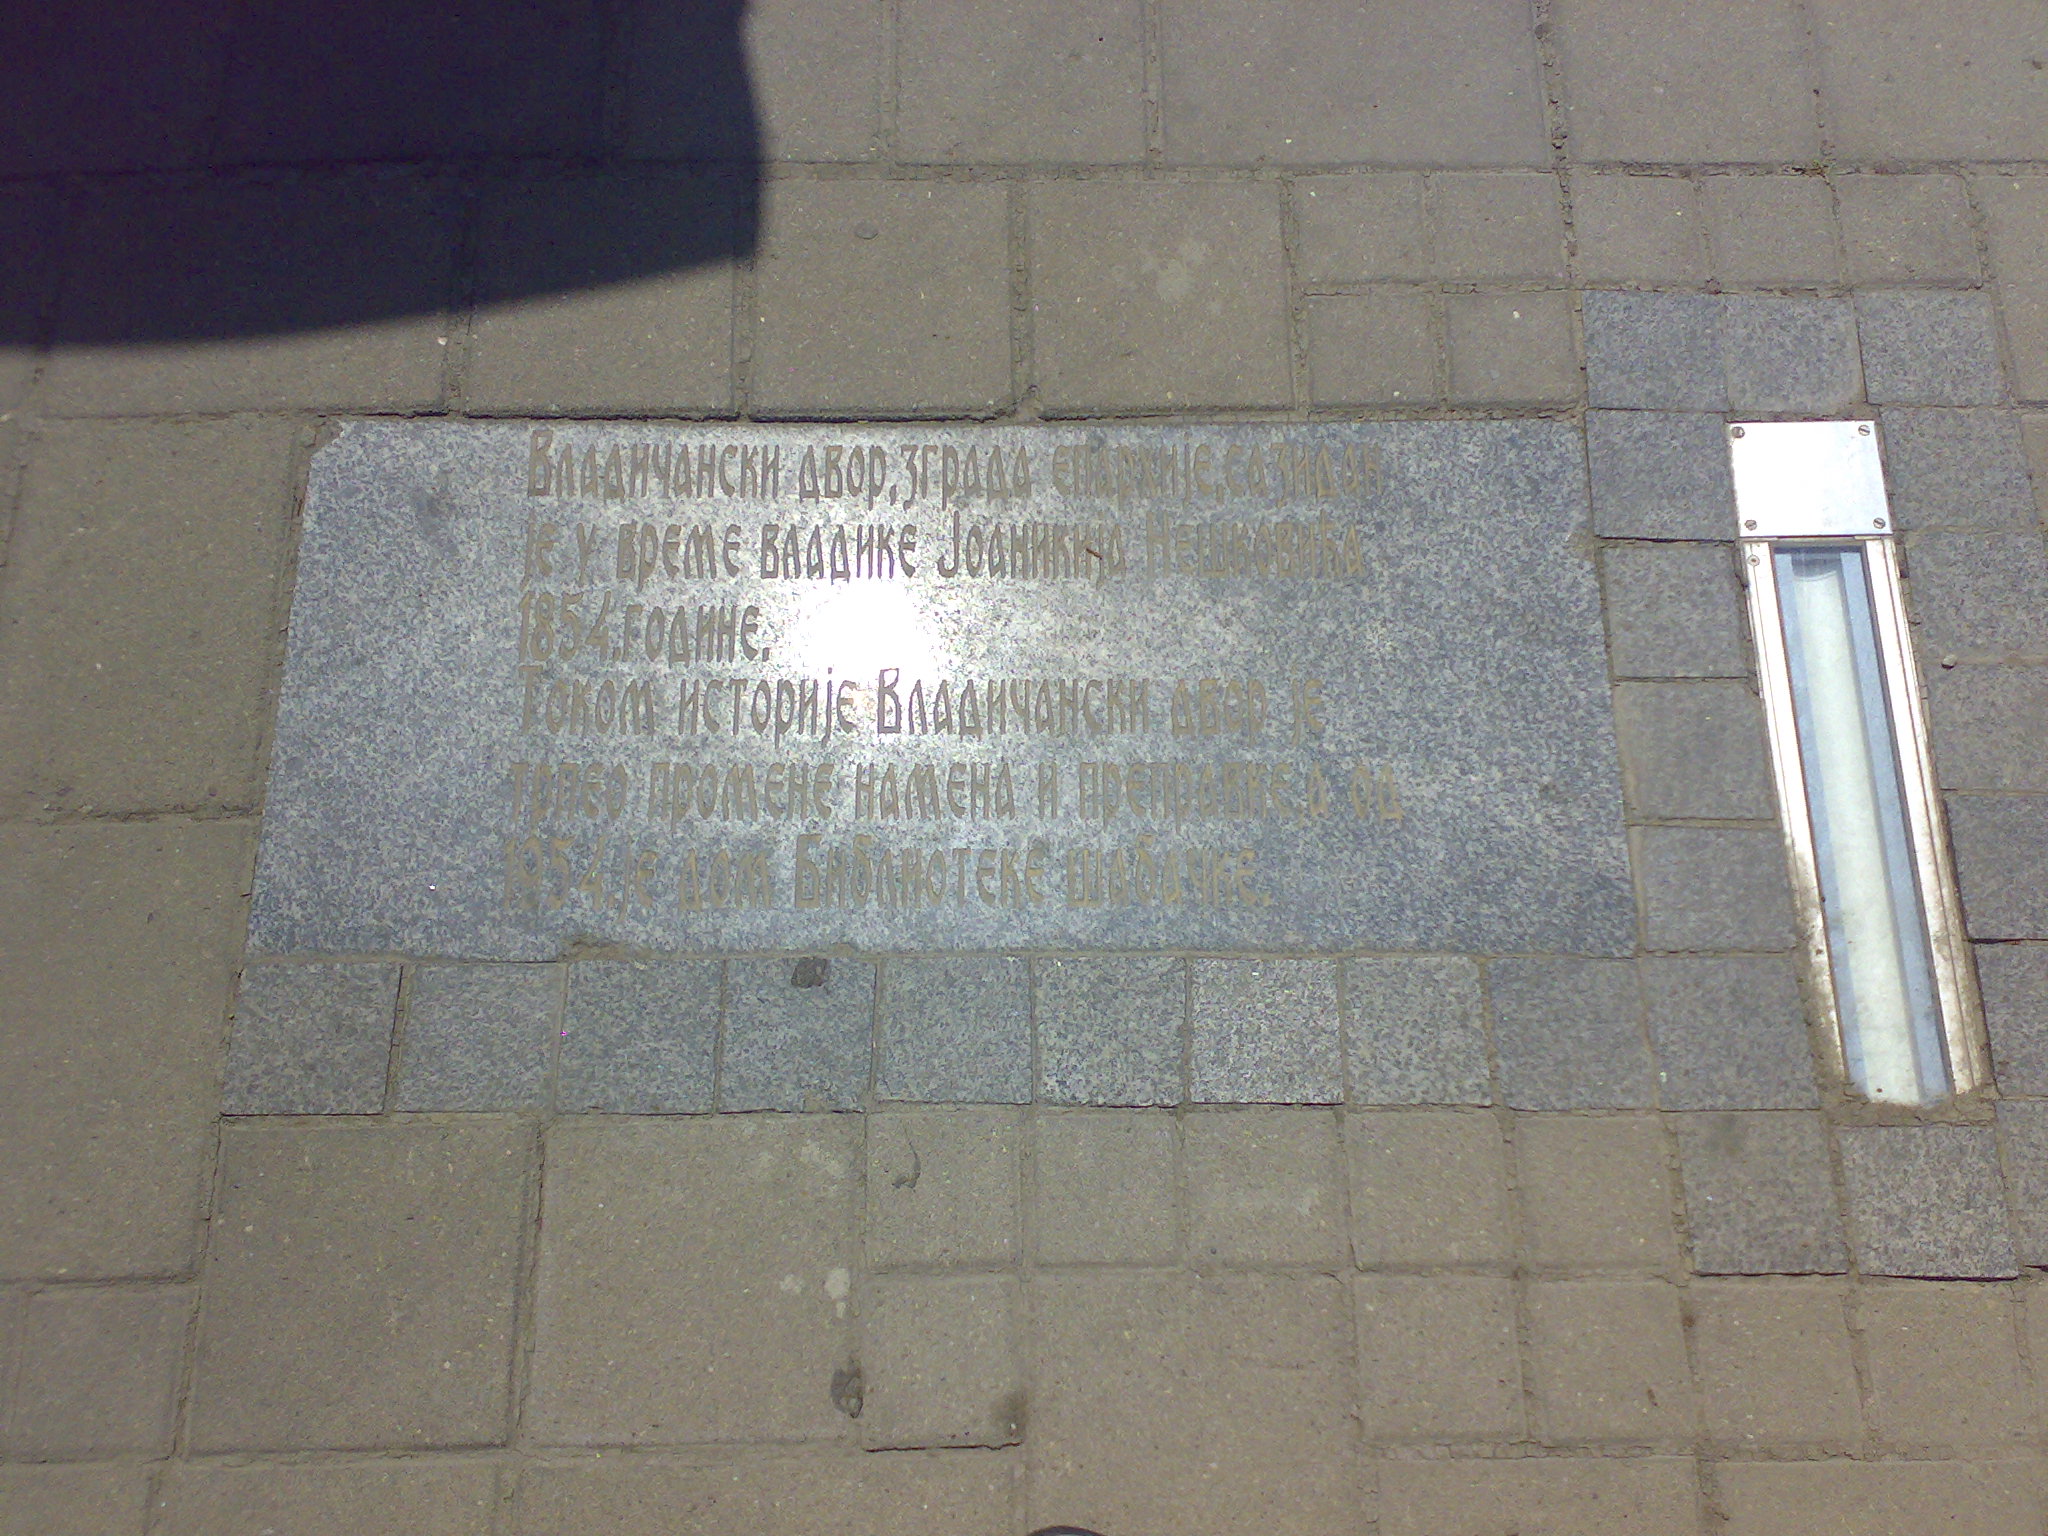 Владичански двор,зграда епархије,сазидан
је у време владике Јоаникија Нешковића
1854.године.
Током историје Владичански двор је
трпео промене намена и преправке,а од
1954.је дом Библиотеке шабачке.